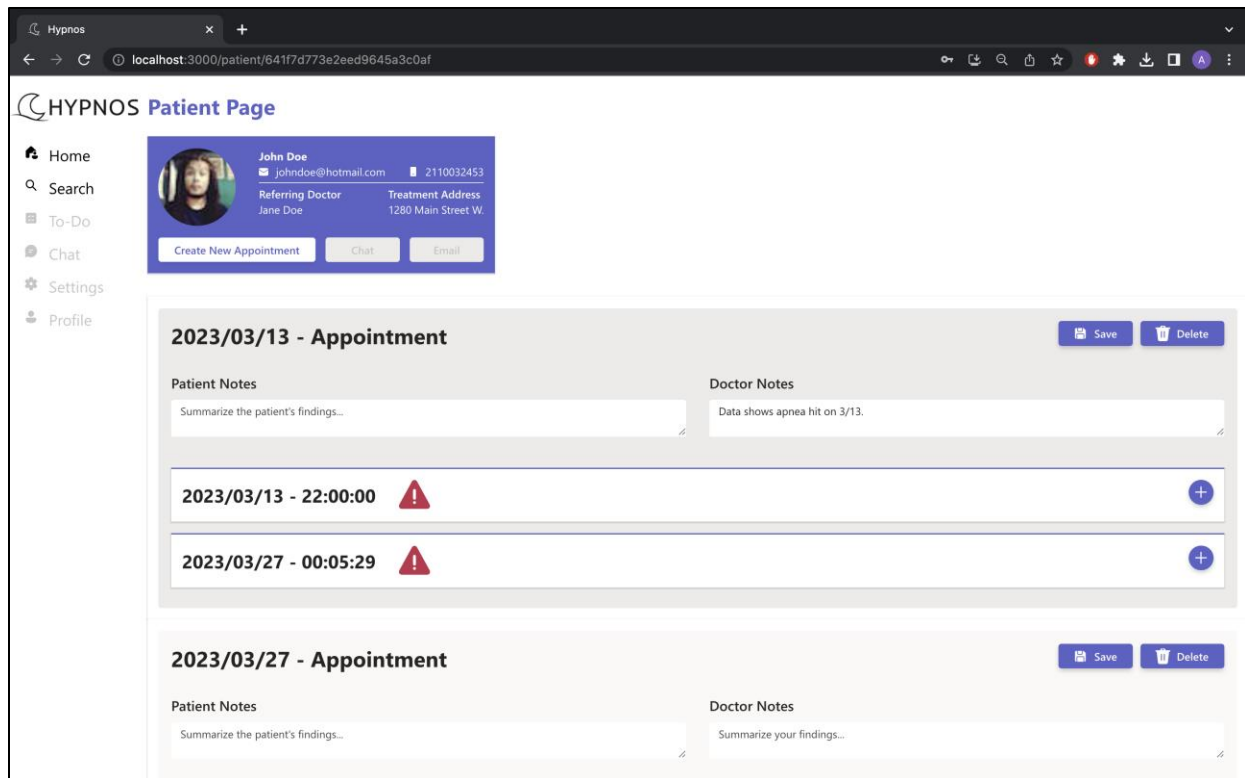 Hypnos
localhost:3000/patient/641f7d773e2eed9645a3c0af
A
HYPNOS Patient Page
Home
Search
To-Do
Chat
Settings
Profile
John Doe
johndoe@hotmail.com 2110032453
Referring Doctor Treatment Address
Jane Doe 1280 Main Street W.
Create New Appointment Chat Email
2023/03/13 - Appointment Save Delete
Patient Notes Doctor Notes
Summarize the patient's findings... Data shows apnea hit on 3/13.
2023/03/13 - 22:00:00
2023/03/27 - 00:05:29
2023/03/27 - Appointment Save Delete
Patient Notes Doctor Notes
Summarize the patient's findings... Summarize your findings...